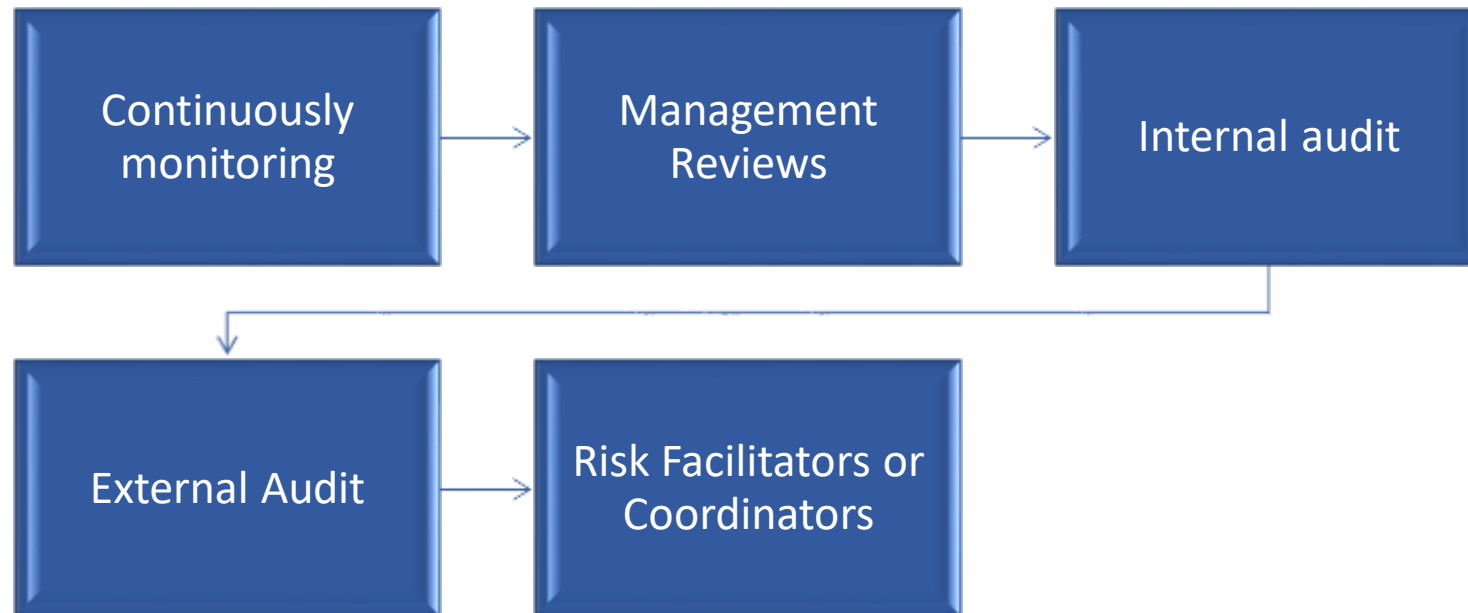 Continuously
monitoring
Management
Reviews
Internal audit
External Audit
Risk Facilitators or
Coordinators